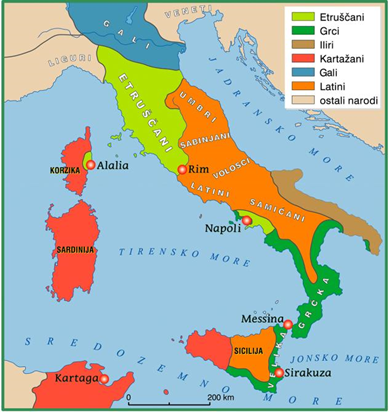 Etruščani
Grci
Iliri
Kartažani
Gali
Latini
ostali narodi
VENETI
GALI
LIGURI
ETRUŠČANI
UMBRI
JADRANSKO MORE
SABINJANI
VOLSCI
LATINI
SAMIČANI
KORZIKA
Alalia
Rim
SARDINIJA
Napoli
TIRENSKO MORE
VELIKA GRČKA
Messina
SICILIJA
JONSKO MORE
Sirakuza
SREDOZEMNO MORE
Kartaga
0 200 km